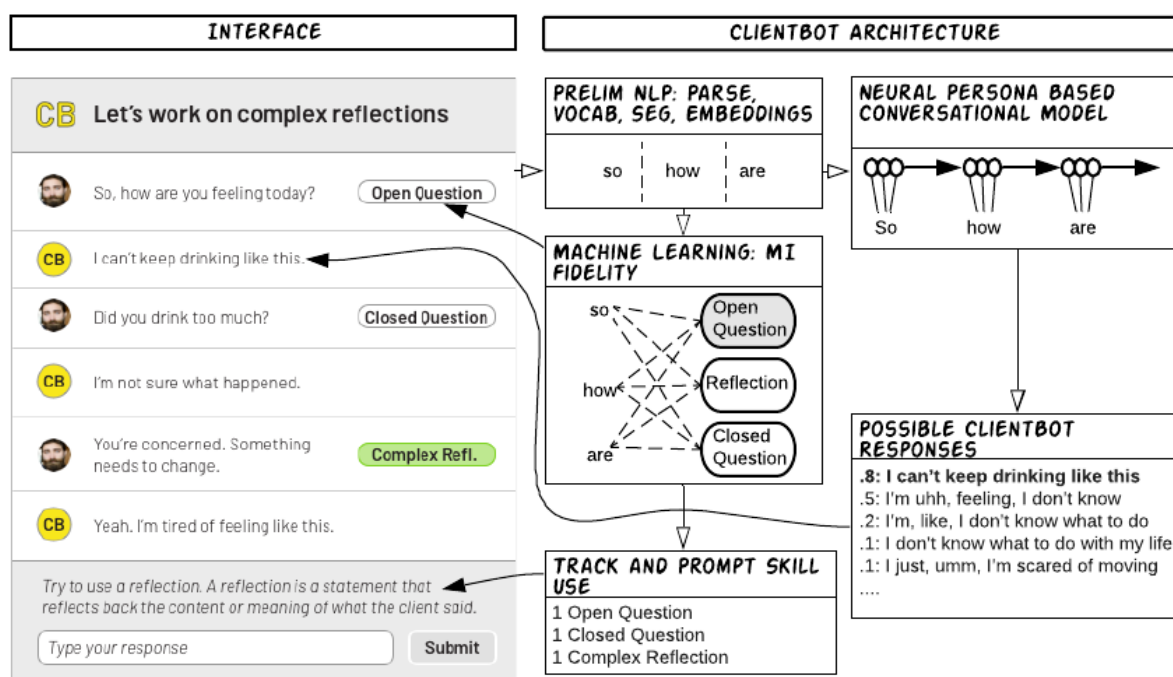 INTERFACE
CLIENTBOT ARCHITECTURE
CB Let's work on complex reflections
So, how are you feeling today? Open Question
CB I can't keep drinking like this.
Did you drink too much? Closed Question
CB I'm not sure what happened.
You're concerned. Something
needs to change.
Complex Refl.
CB Yeah. I'm tired of feeling like this.
Try to use a reflection. A reflection is a statement that
reflects back the content or meaning of what the client said.
Type your response Submit
PRELIM NLP: PARSE,
VOCAB, SEG, EMBEDDINGS
so how are
NEURAL PERSONA BASED
CONVERSATIONAL MODEL
So how are
MACHINE LEARNING: MI
FIDELITY
so
how
are
Open
Question
Reflection
Closed
Question
POSSIBLE CLIENTBOT
RESPONSES
.8: I can't keep drinking like this
.5: I'm uhh, feeling, I don't know
.2: I'm, like, I don't know what to do
.1: I don't know what to do with my life
.1: I just, umm, I'm scared of moving
....
TRACK AND PROMPT SKILL
USE
1 Open Question
1 Closed Question
1 Complex Reflection